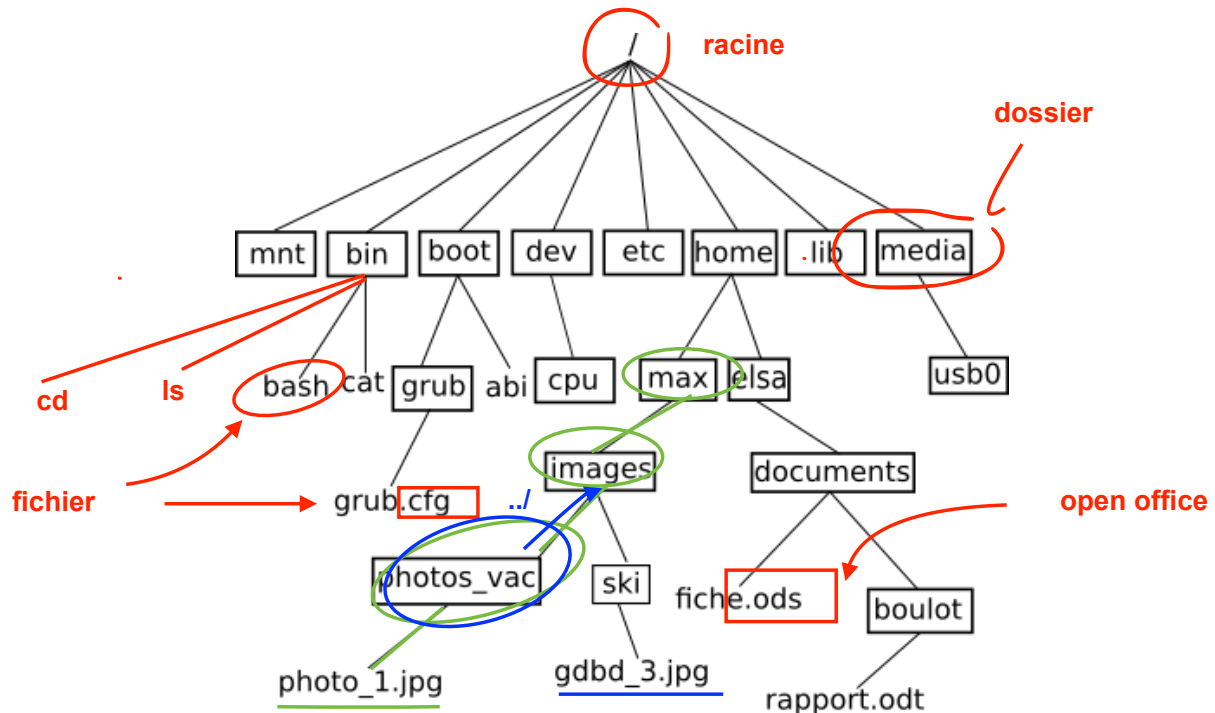 /
racine
dossier
mnt
bin
boot
dev
etc
home
.lib
media
cd
ls
bash
cat
grub
abi
cpu
max
elsa
usb0
images
documents
fichier
grub.cfg
../
open office
photos_vac
ski
fiche.ods
boulot
photo_1.jpg
gdbd_3.jpg
rapport.odt